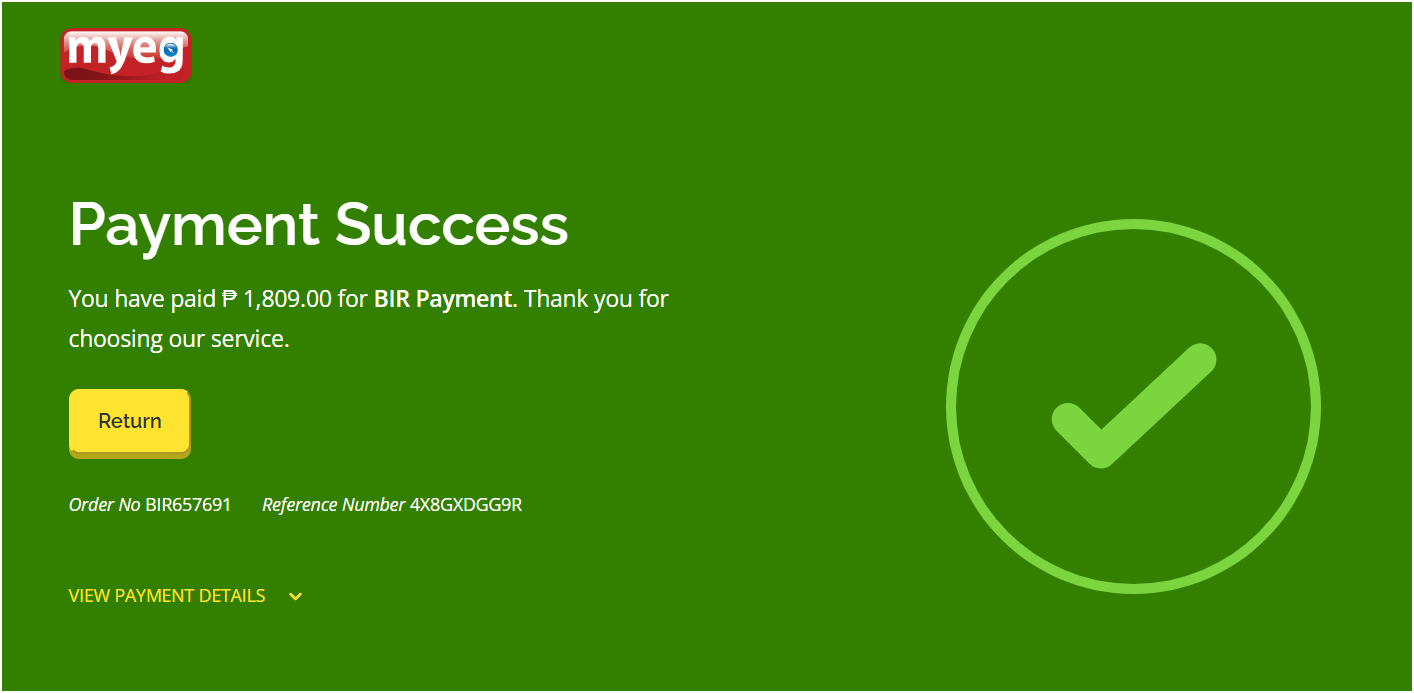 myeg
Payment Success
You have paid ₱ 1,809.00 for BIR Payment. Thank you for
choosing our service.
Return
Order No BIR657691 Reference Number 4X8GXDGG9R
VIEW PAYMENT DETAILS